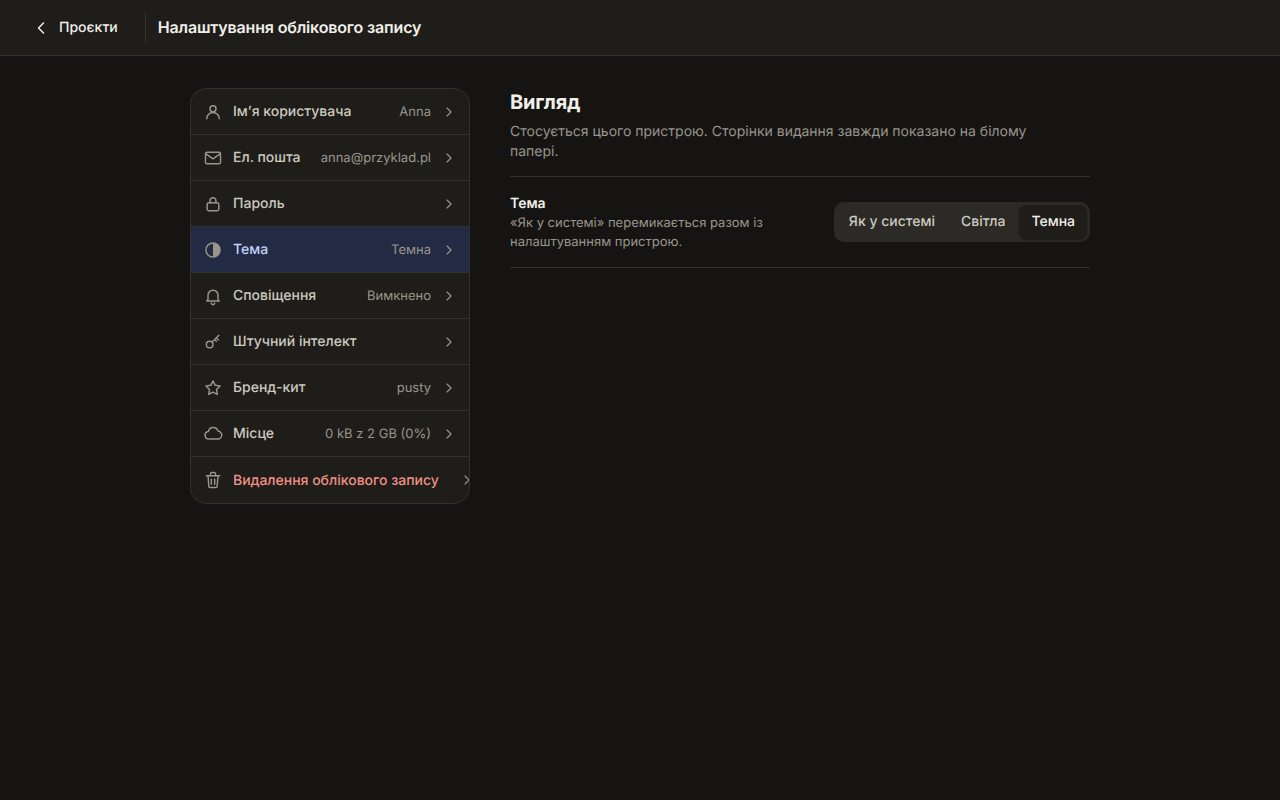 Проєкти
Налаштування облікового запису
Ім’я користувача Anna
Ел. пошта anna@przyklad.pl
Пароль
Тема Темна
Сповіщення Вимкнено
Штучний інтелект
Бренд-кит pusty
Місце 0 kB z 2 GB (0%)
Видалення облікового запису
Вигляд
Стосується цього пристрою. Сторінки видання завжди показано на білому
папері.
Тема
«Як у системі» перемикається разом із
налаштуванням пристрою.
Як у системі Світла Темна